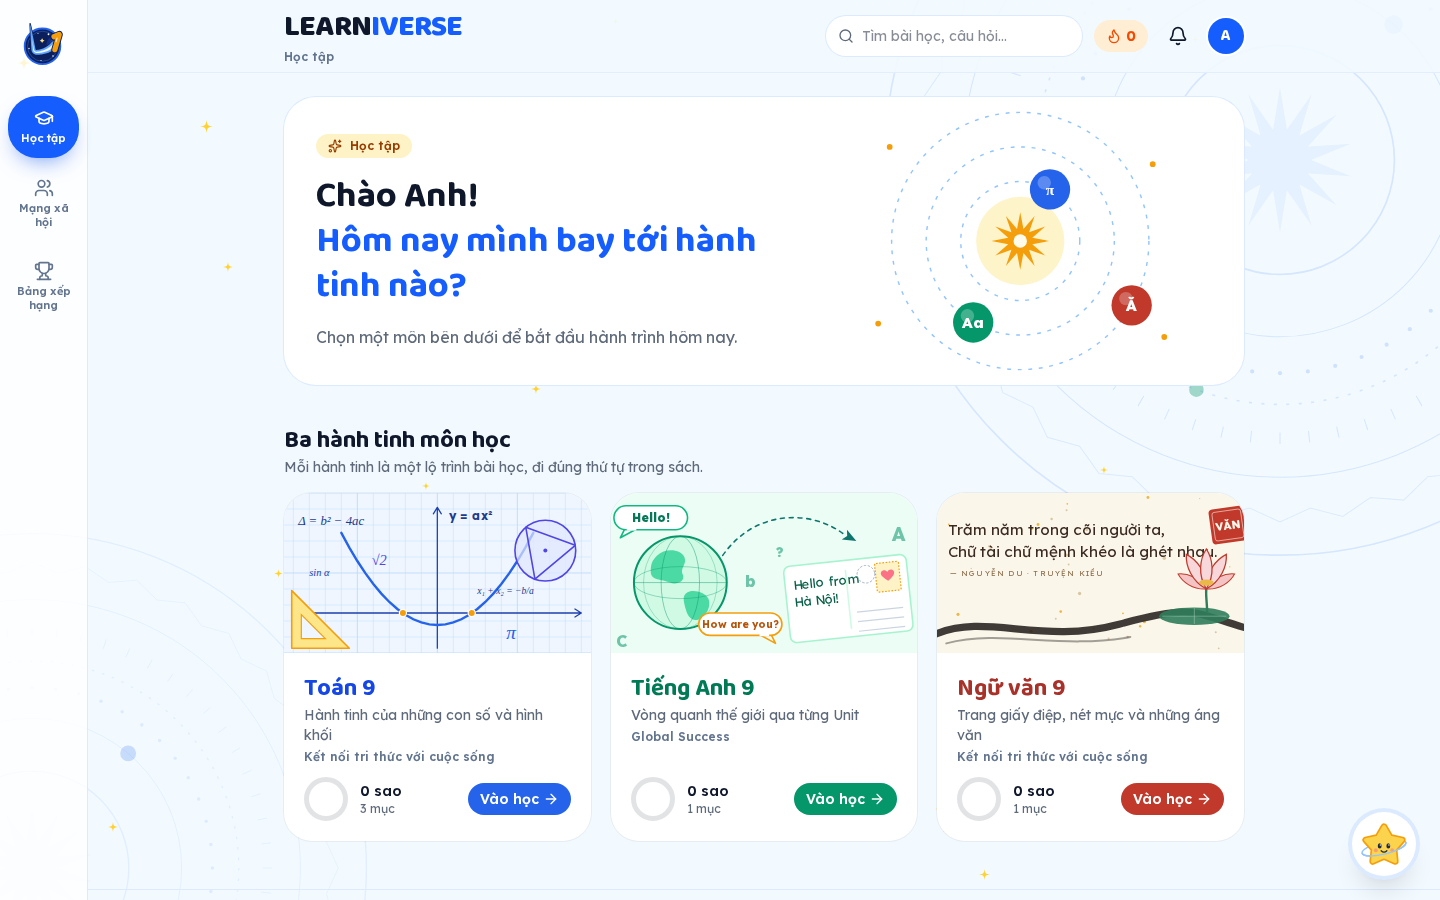 1
LEARNIVERSE
Học tập
Tìm bài học, câu hỏi...
0
A
Học tập
Mạng xã
hội
Bảng xếp
hạng
Học tập
Chào Anh!
Hôm nay mình bay tới hành
tinh nào?
Chọn một môn bên dưới để bắt đầu hành trình hôm nay.
π
Aa
Ă
Ba hành tinh môn học
Mỗi hành tinh là một lộ trình bài học, đi đúng thứ tự trong sách.
Δ = b² − 4ac
y = ax²
√2
sin α
x₁ + x₂ = −b/a
π
Toán 9
Hành tinh của những con số và hình
khối
Kết nối tri thức với cuộc sống
0 sao
3 mục
Vào học
Hello!
A
?
b
Hello from
Hà Nội!
How are you?
C
Tiếng Anh 9
Vòng quanh thế giới qua từng Unit
Global Success
0 sao
1 mục
Vào học
VĂN
Trăm năm trong cõi người ta,
Chữ tài chữ mệnh khéo là ghét nhau.
— NGUYỄN DU · TRUYỆN KIỀU
Ngữ văn 9
Trang giấy điệp, nét mực và những áng
văn
Kết nối tri thức với cuộc sống
0 sao
1 mục
Vào học